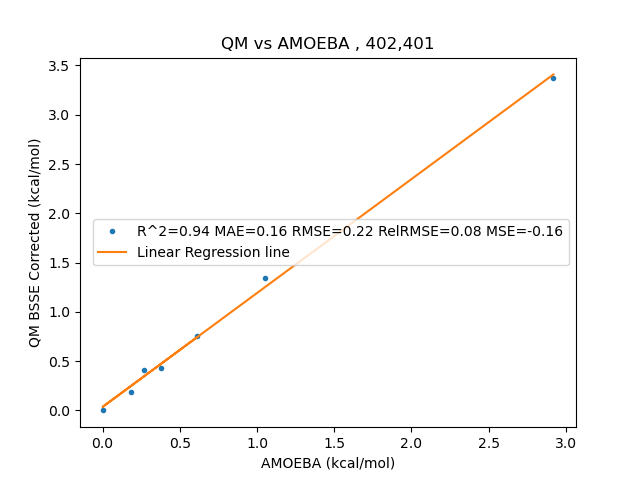 QM vs AMOEBA , 402,401
QM BSSE Corrected (kcal/mol)
3.5
3.0
2.5
2.0
1.5
1.0
0.5
0.0
R^2=0.94 MAE=0.16 RMSE=0.22 RelRMSE=0.08 MSE=-0.16
Linear Regression line
0.0 0.5 1.0 1.5 2.0 2.5 3.0
AMOEBA (kcal/mol)